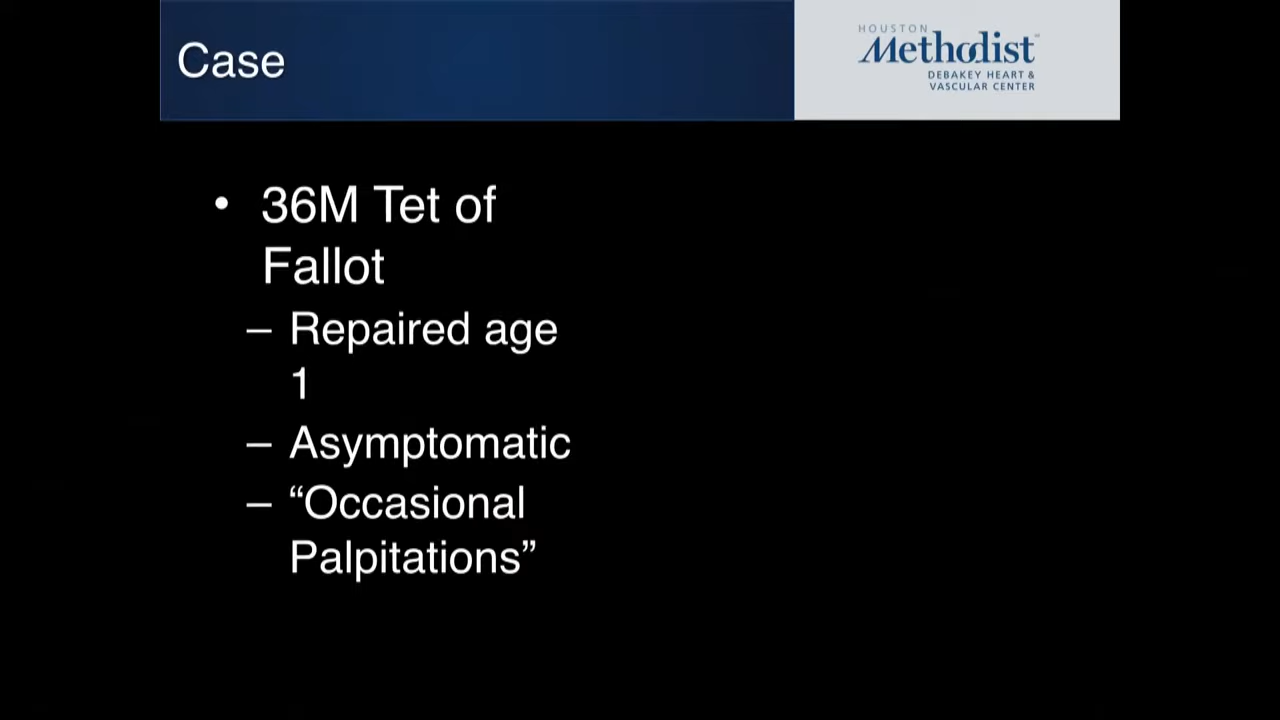 Case
HOUSTON
Methodist
DEBAKEY HEART &
VASCULAR CENTER
• 36M Tet of
Fallot
– Repaired age
1
– Asymptomatic
– “Occasional
Palpitations”